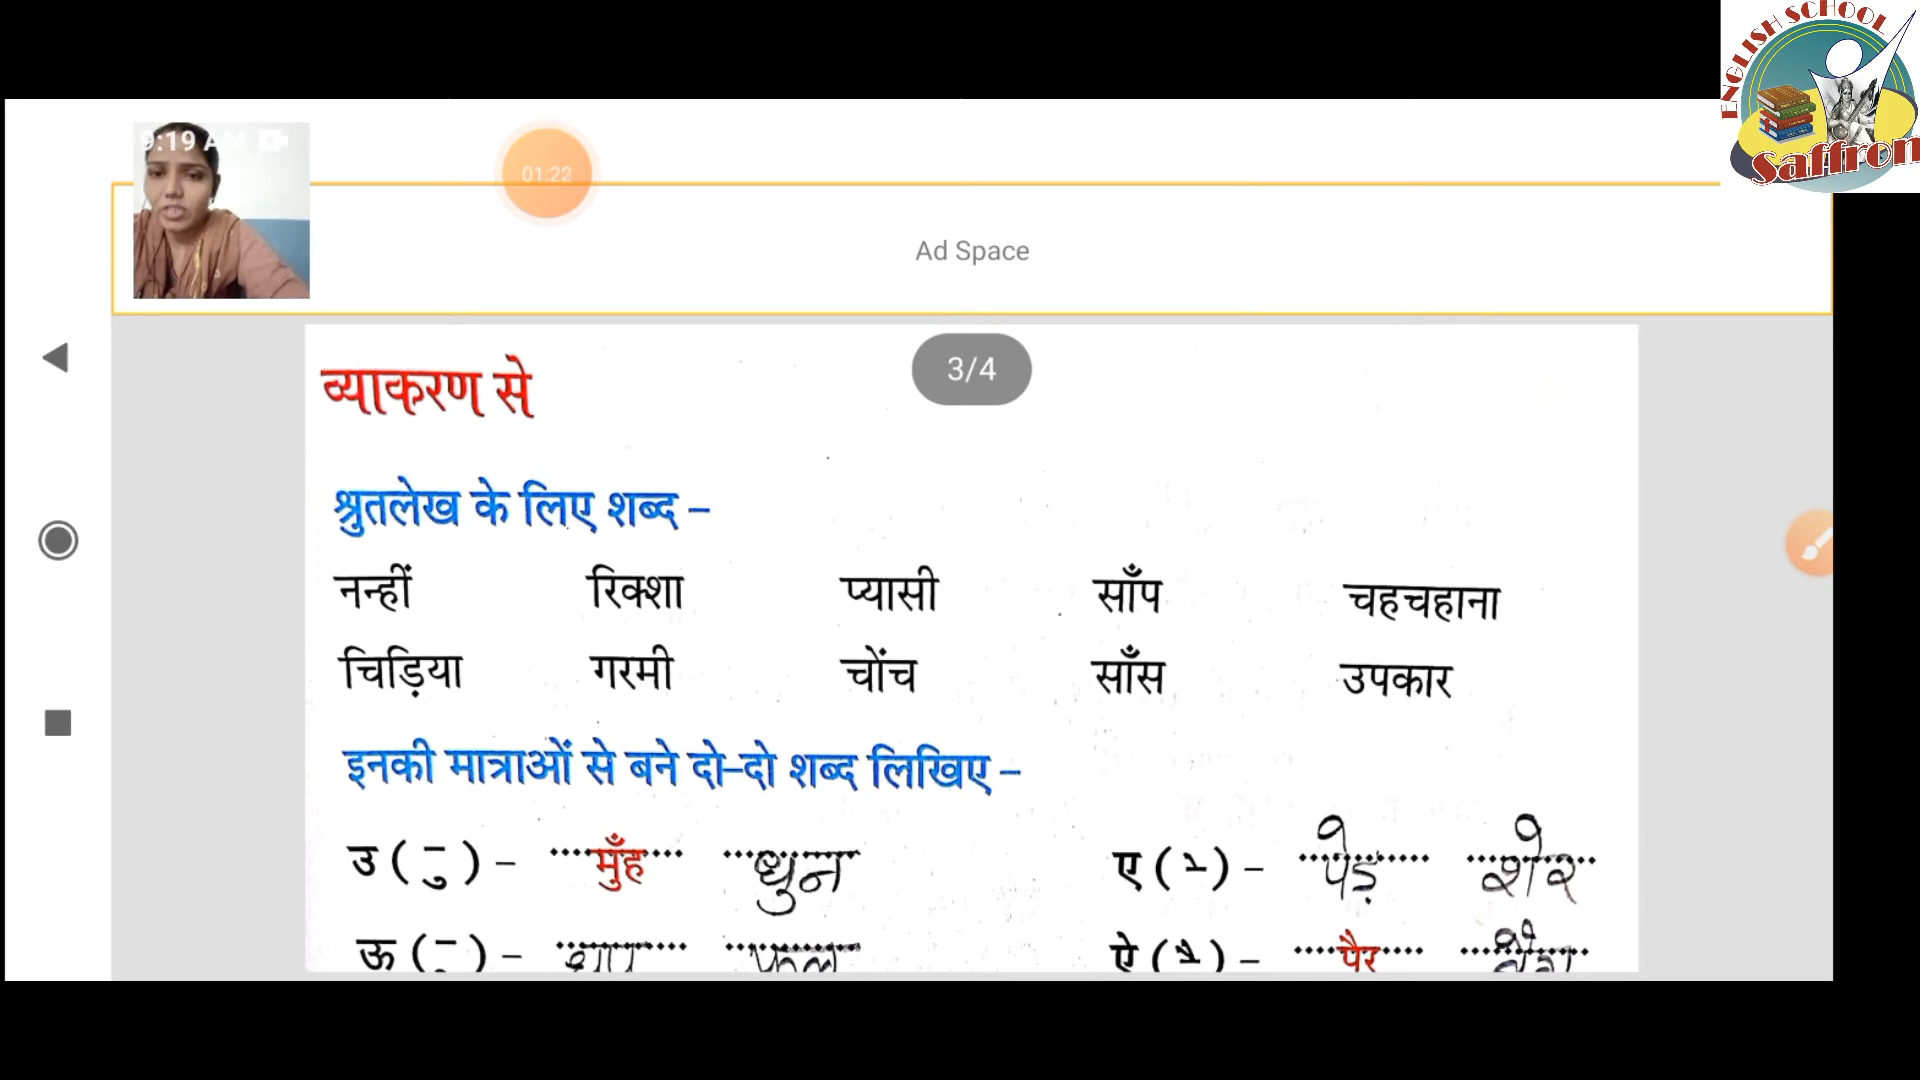 ENGLISH SCHOOL
Saffron
9:19 AM
01:22
Ad Space
3/4
व्याकरण से
श्रुतलेख के लिए शब्द –
नन्हीं रिक्शा प्यासी साँप चहचहाना
चिड़िया गरमी चोंच साँस उपकार
इनकी मात्राओं से बने दो-दो शब्द लिखिए –
उ ( ु ) – मुँह धुन ए ( े ) – पेड़ शेर
ऊ ( ू ) – फूल ऐ ( ै ) – पैर